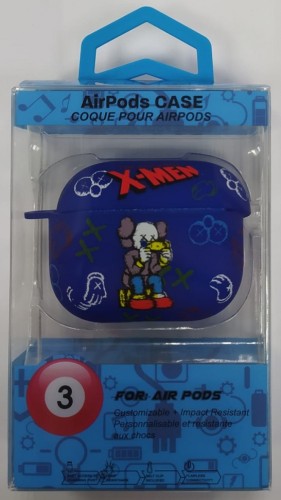 AirPods CASE
COQUE POUR AIRPODS
X-MEN
3
FOR: AIR PODS
Customizable + Impact Resistant
Personnalisable et résistante
aux chocs